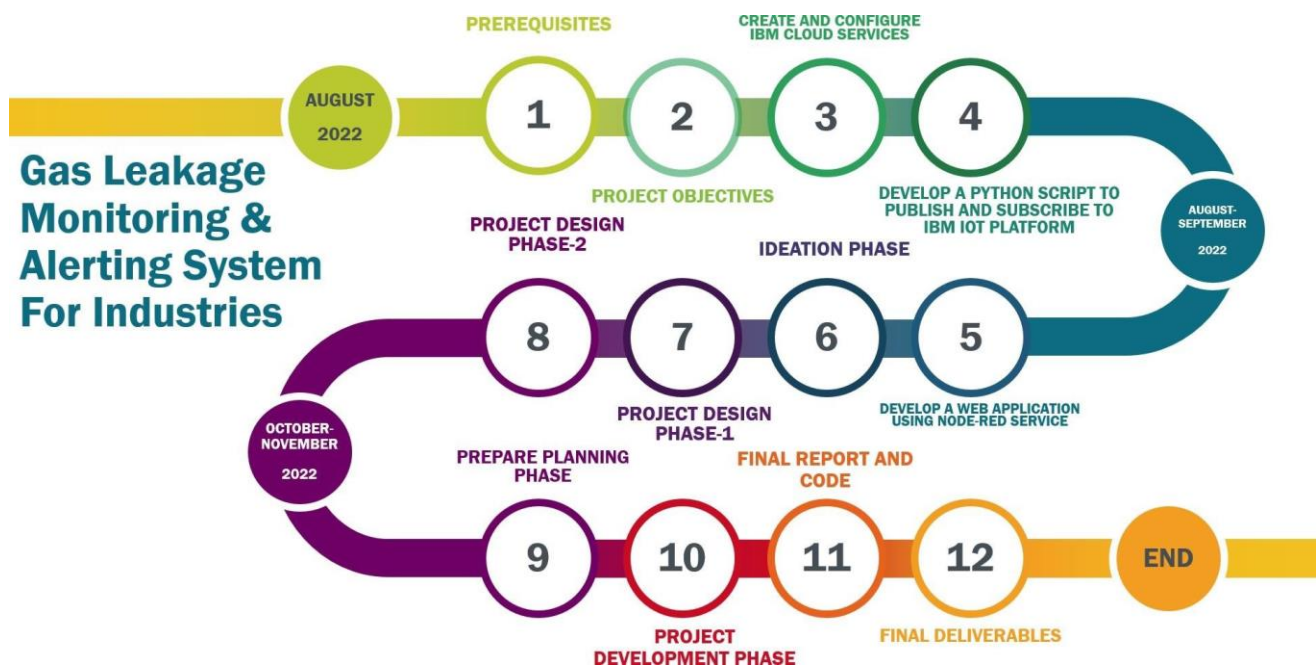 Gas Leakage
Monitoring &
Alerting System
For Industries
AUGUST
2022
PREREQUISITES
1
2
PROJECT OBJECTIVES
CREATE AND CONFIGURE
IBM CLOUD SERVICES
3
4
DEVELOP A PYTHON SCRIPT TO
PUBLISH AND SUBSCRIBE TO
IBM IOT PLATFORM
AUGUST-
SEPTEMBER
2022
5
DEVELOP A WEB APPLICATION
USING NODE-RED SERVICE
IDEATION PHASE
6
7
PROJECT DESIGN
PHASE-1
PROJECT DESIGN
PHASE-2
8
OCTOBER-
NOVEMBER
2022
PREPARE PLANNING
PHASE
9
10
PROJECT
DEVELOPMENT PHASE
FINAL REPORT AND
CODE
11
12
FINAL DELIVERABLES
END